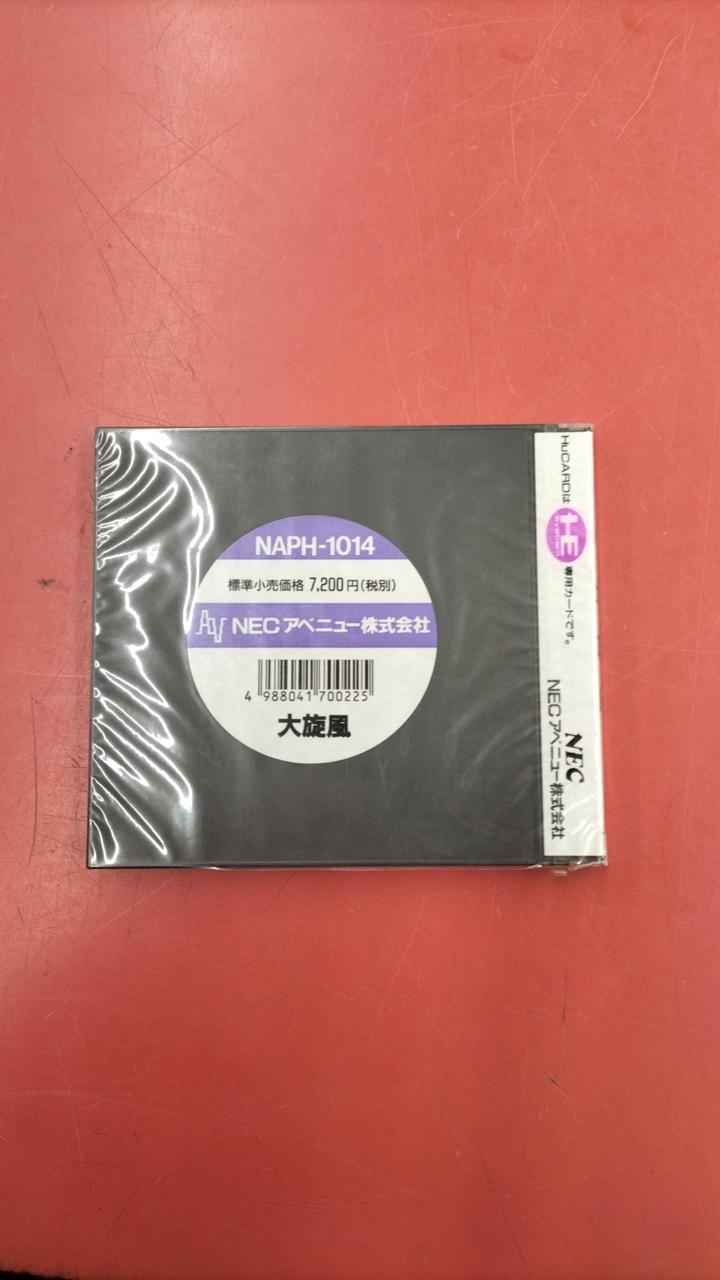 NAPH-1014
標準小売価格 7,200円(税別)
NECアベニュー株式会社
4 988041 700225
大旋風
HuCARDは HE SYSTEM 専用カードです。
NEC
NECアベニュー株式会社